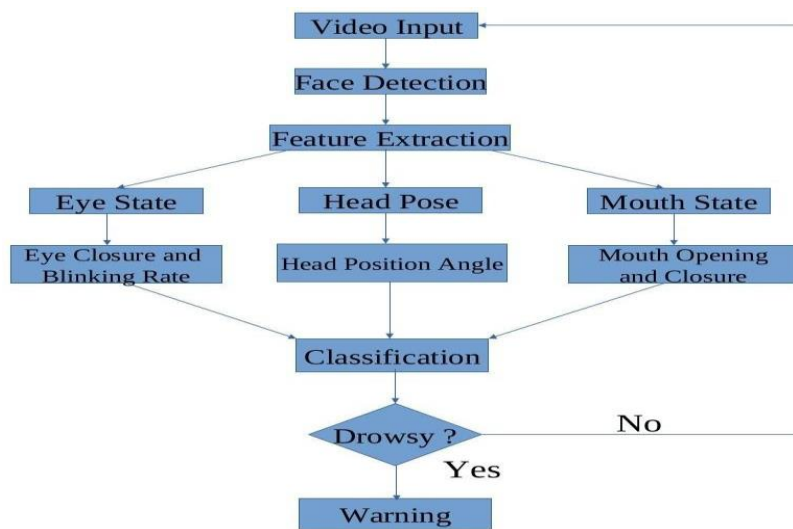 Video Input
Face Detection
Feature Extraction
Eye State
Head Pose
Mouth State
Eye Closure and
Blinking Rate
Head Position Angle
Mouth Opening
and Closure
Classification
Drowsy ?
No
Yes
Warning